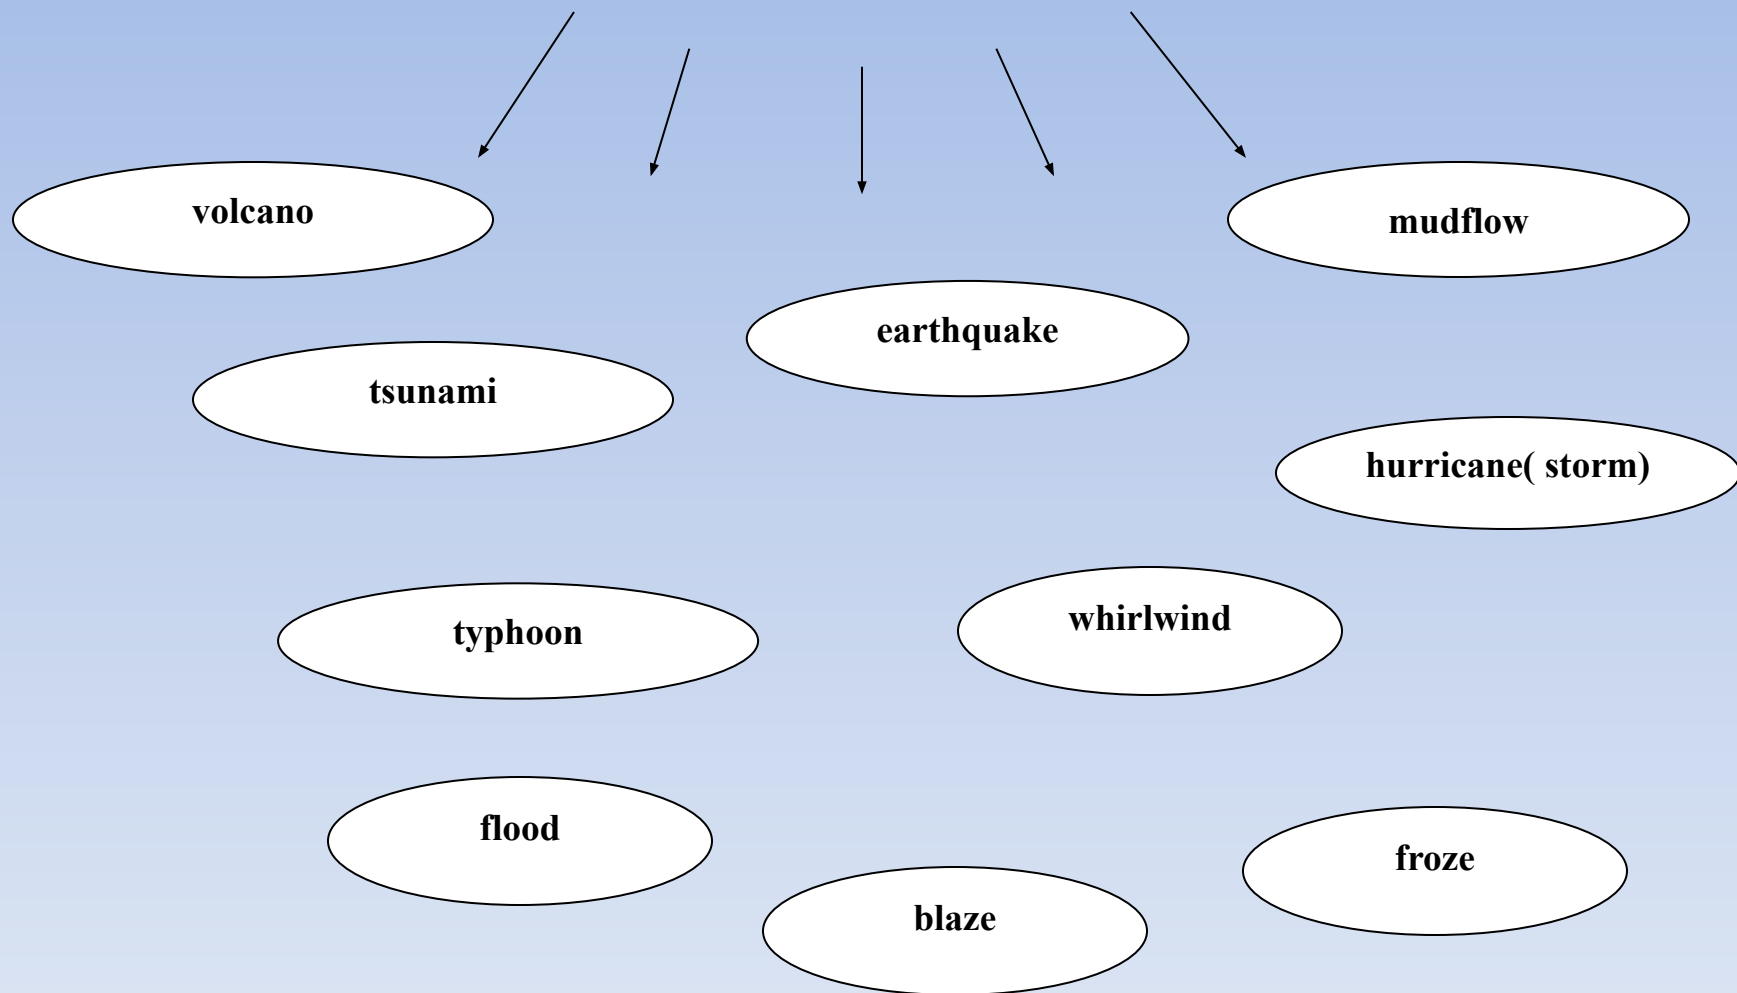 volcano
mudflow
earthquake
tsunami
hurricane( storm)
whirlwind
typhoon
flood
froze
blaze